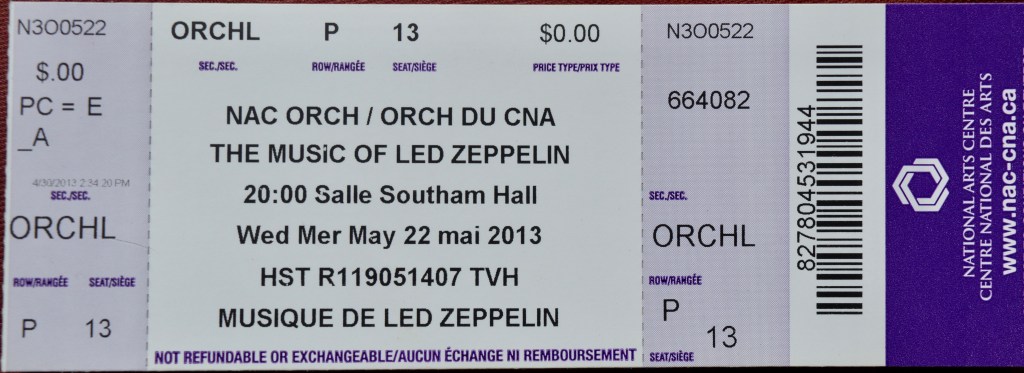 N3O0522
$.00
PC = E
_A
4/30/2013 2:34:20 PM
SEC./SEC.
ORCHL
ROW/RANGÉE SEAT/SIÈGE
P 13
ORCHL P 13 $0.00
SEC./SEC. ROW/RANGÉE SEAT/SIÈGE PRICE TYPE/PRIX TYPE
NAC ORCH / ORCH DU CNA
THE MUSiC OF LED ZEPPELIN
20:00 Salle Southam Hall
Wed Mer May 22 mai 2013
HST R119051407 TVH
MUSIQUE DE LED ZEPPELIN
NOT REFUNDABLE OR EXCHANGEABLE/AUCUN ÉCHANGE NI REMBOURSEMENT
N3O0522
664082
SEC./SEC.
ORCHL
ROW/RANGÉE
P
13
SEAT/SIÈGE
827804531944
NATIONAL ARTS CENTRE
CENTRE NATIONAL DES ARTS
www.nac-cna.ca